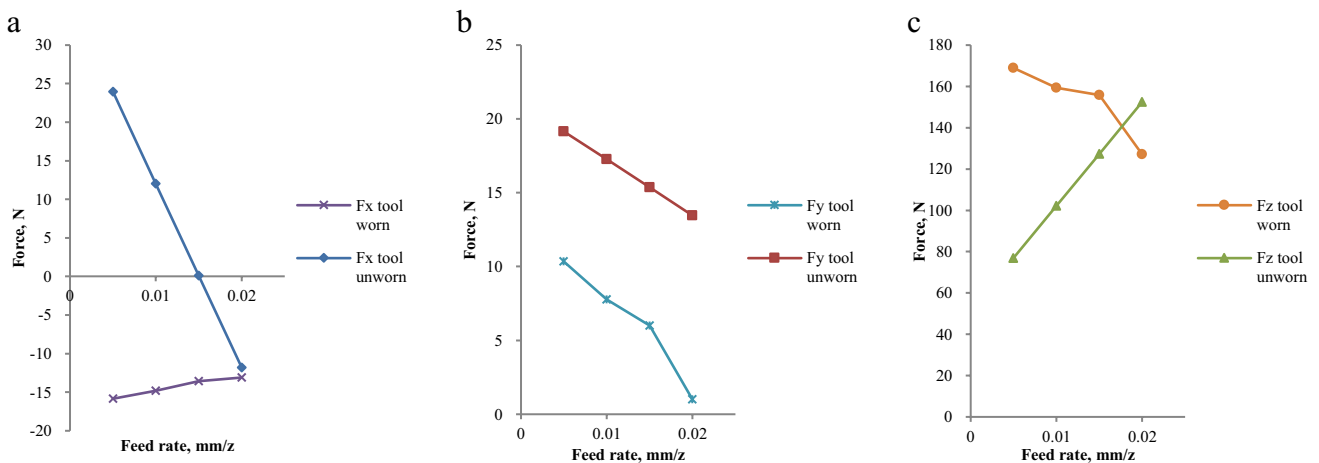 a
30
25
20
15
10
5
0
-5
-10
-15
-20
0
0.01
0.02
Force, N
Feed rate, mm/z
Fx tool
worn
Fx tool
unworn
b
25
20
15
10
5
0
0
0.01
0.02
Force, N
Feed rate, mm/z
Fy tool
worn
Fy tool
unworn
c
180
160
140
120
100
80
60
40
20
0
0
0.01
0.02
Force, N
Feed rate, mm/z
Fz tool
worn
Fz tool
unworn